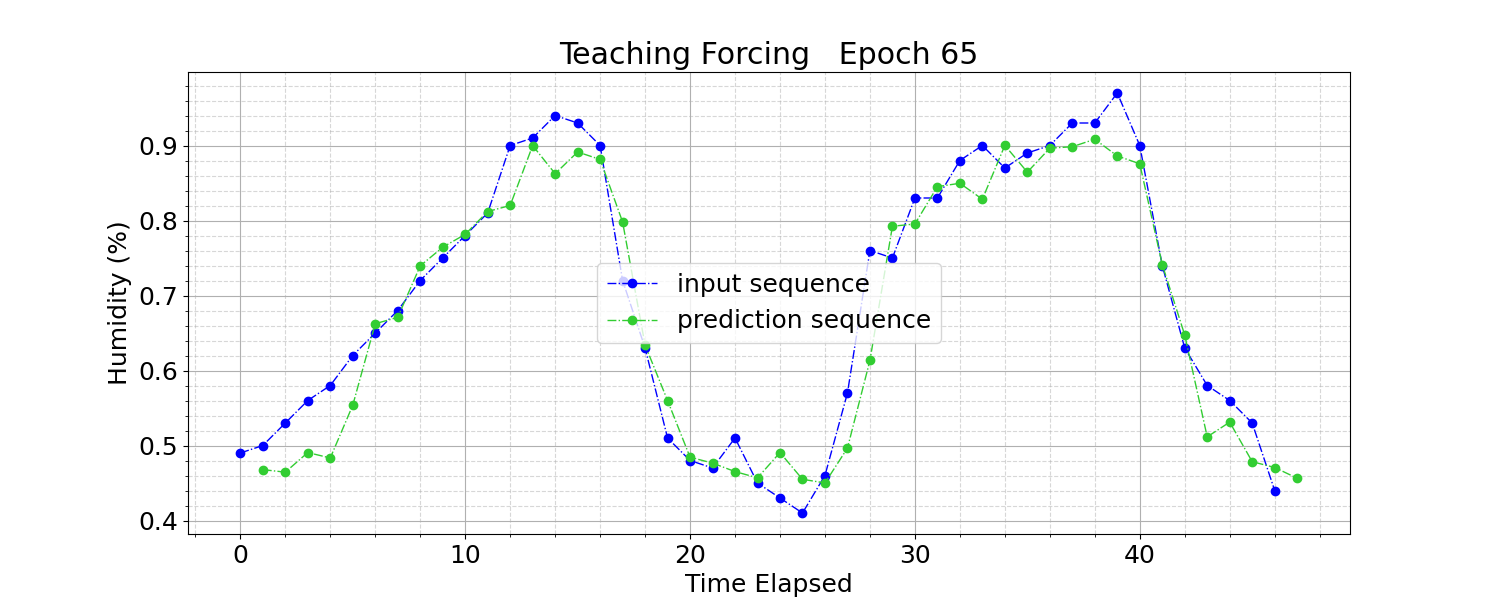 Teaching Forcing   Epoch 65
Humidity (%)
0.9
0.8
0.7
0.6
0.5
0.4
input sequence
prediction sequence
0 10 20 30 40
Time Elapsed